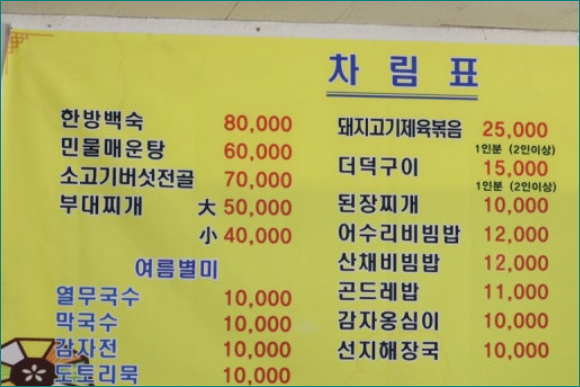 차림표
한방백숙 80,000
민물매운탕 60,000
소고기버섯전골 70,000
부대찌개 大 50,000
小 40,000
여름별미
열무국수 10,000
막국수 10,000
감자전 10,000
도토리묵 10,000
돼지고기제육볶음 25,000
1인분 (2인이상)
더덕구이 15,000
1인분 (2인이상)
된장찌개 10,000
어수리비빔밥 12,000
산채비빔밥 12,000
곤드레밥 11,000
감자옹심이 10,000
선지해장국 10,000